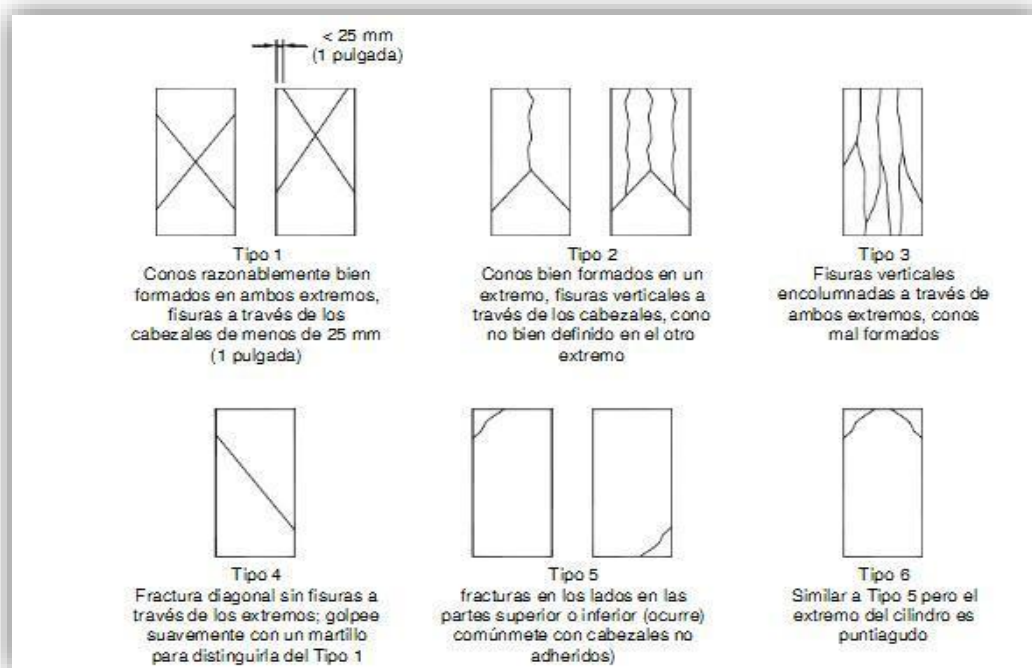 < 25 mm
(1 pulgada)
Tipo 1
Conos razonablemente bien
formados en ambos extremos,
fisuras a través de los
cabezales de menos de 25 mm
(1 pulgada)
Tipo 2
Conos bien formados en un
extremo, fisuras verticales a
través de los cabezales, cono
no bien definido en el otro
extremo
Tipo 3
Fisuras verticales
encolumnadas a través de
ambos extremos, conos
mal formados
Tipo 4
Fractura diagonal sin fisuras a
través de los extremos; golpee
suavemente con un martillo
para distinguirla del Tipo 1
Tipo 5
fracturas en los lados en las
partes superior o inferior (ocurre)
comúnmete con cabezales no
adheridos)
Tipo 6
Similar a Tipo 5 pero el
extremo del cilindro es
puntiagudo